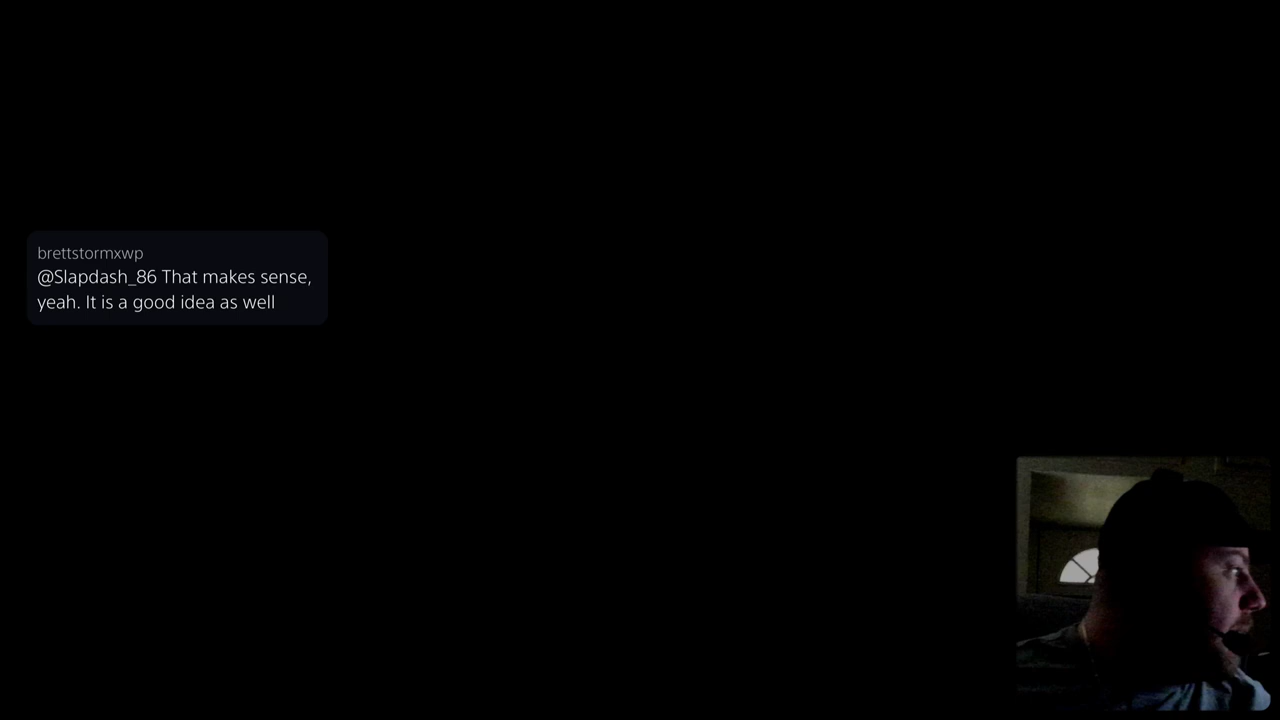 brettstormxwp
@Slapdash_86 That makes sense,
yeah. It is a good idea as well